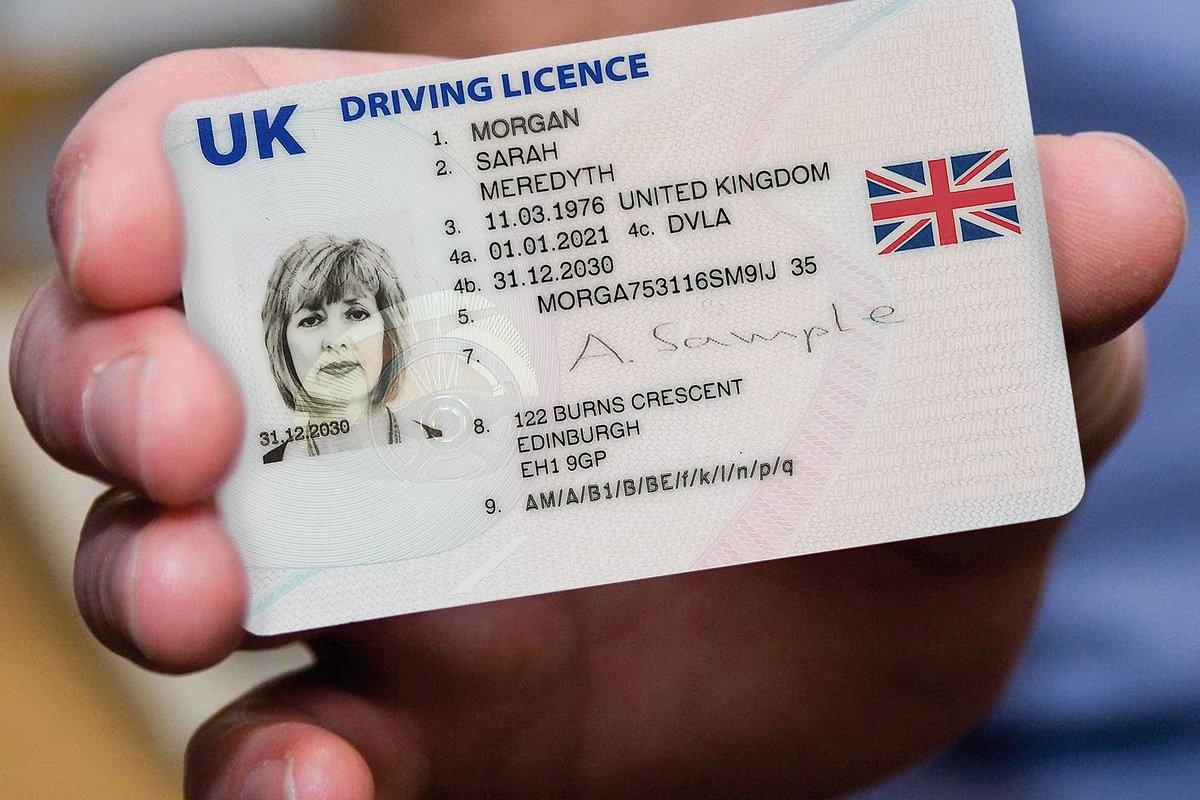 UK DRIVING LICENCE
1. MORGAN
2. SARAH
MEREDYTH
3. 11.03.1976 UNITED KINGDOM
4a. 01.01.2021 4c. DVLA
4b. 31.12.2030
5. MORGA753116SM9IJ 35
7. A. Sample
31.12.2030
8. 122 BURNS CRESCENT
EDINBURGH
EH1 9GP
9. AM/A/B1/B/BE/f/k/l/n/p/q